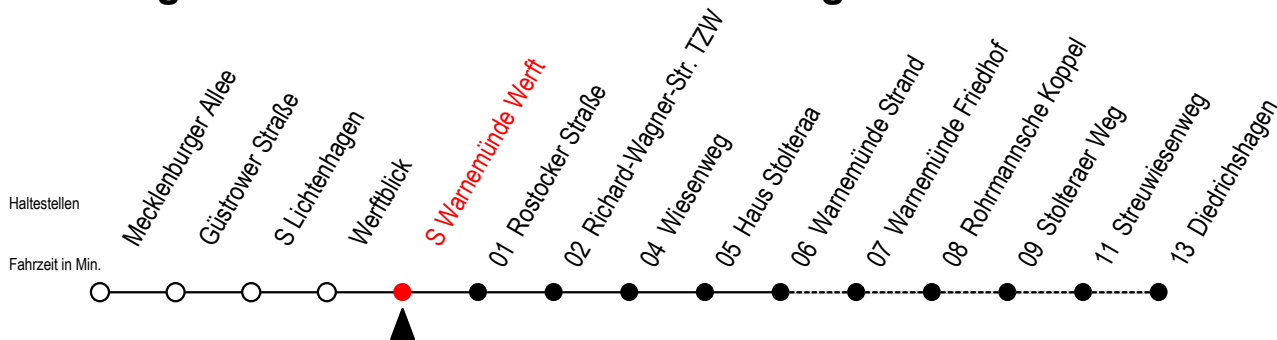 Haltestellen
Fahrzeit in Min.
Mecklenburger Allee
Güstrower Straße
S Lichtenhagen
Werftblick
S Warnemünde Werft
01 Rostocker Straße
02 Richard-Wagner-Str. TZW
04 Wiesenweg
05 Haus Stolteraa
06 Warnemünde Strand
07 Warnemünde Friedhof
08 Rohrmannsche Koppel
09 Stolteraer Weg
11 Streuwiesenweg
13 Diedrichshagen